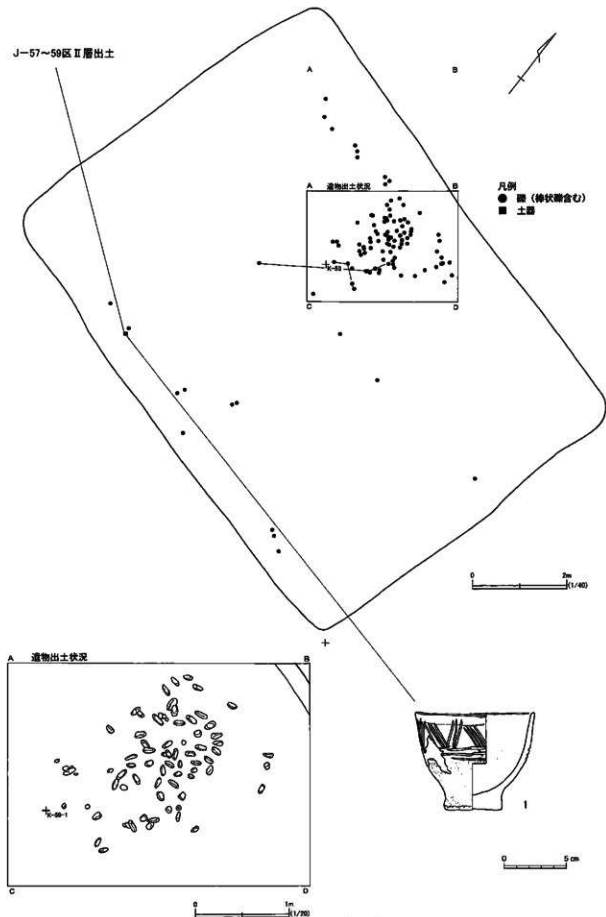 J-57〜59区Ⅱ層出土
A
B
A 遺物出土状況 B
凡例
● 礫(棒状礫含む)
■ 土器
C
D
0 2m
(1/40)
A 遺物出土状況 B
K-59-1
C
D
0 1m
(1/20)
1
0 5cm